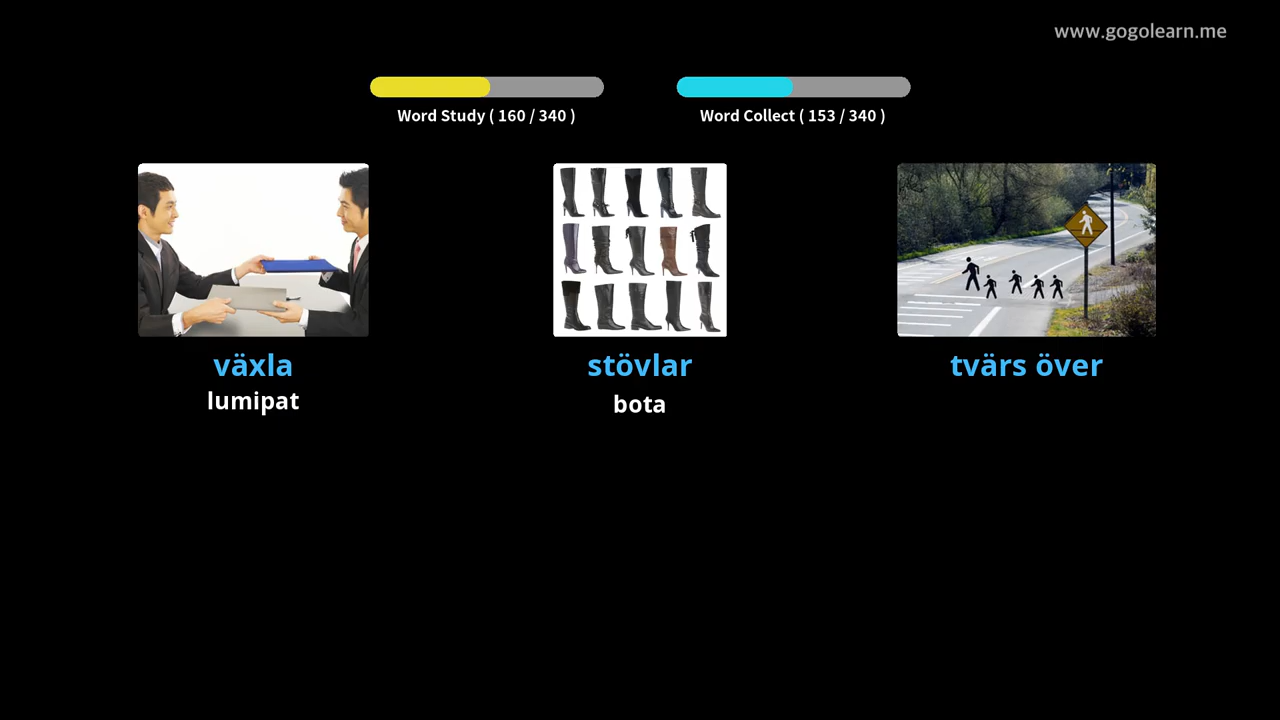 www.gogolearn.me
Word Study ( 160 / 340 )
Word Collect ( 153 / 340 )
växla
stövlar
tvärs över
lumipat
bota